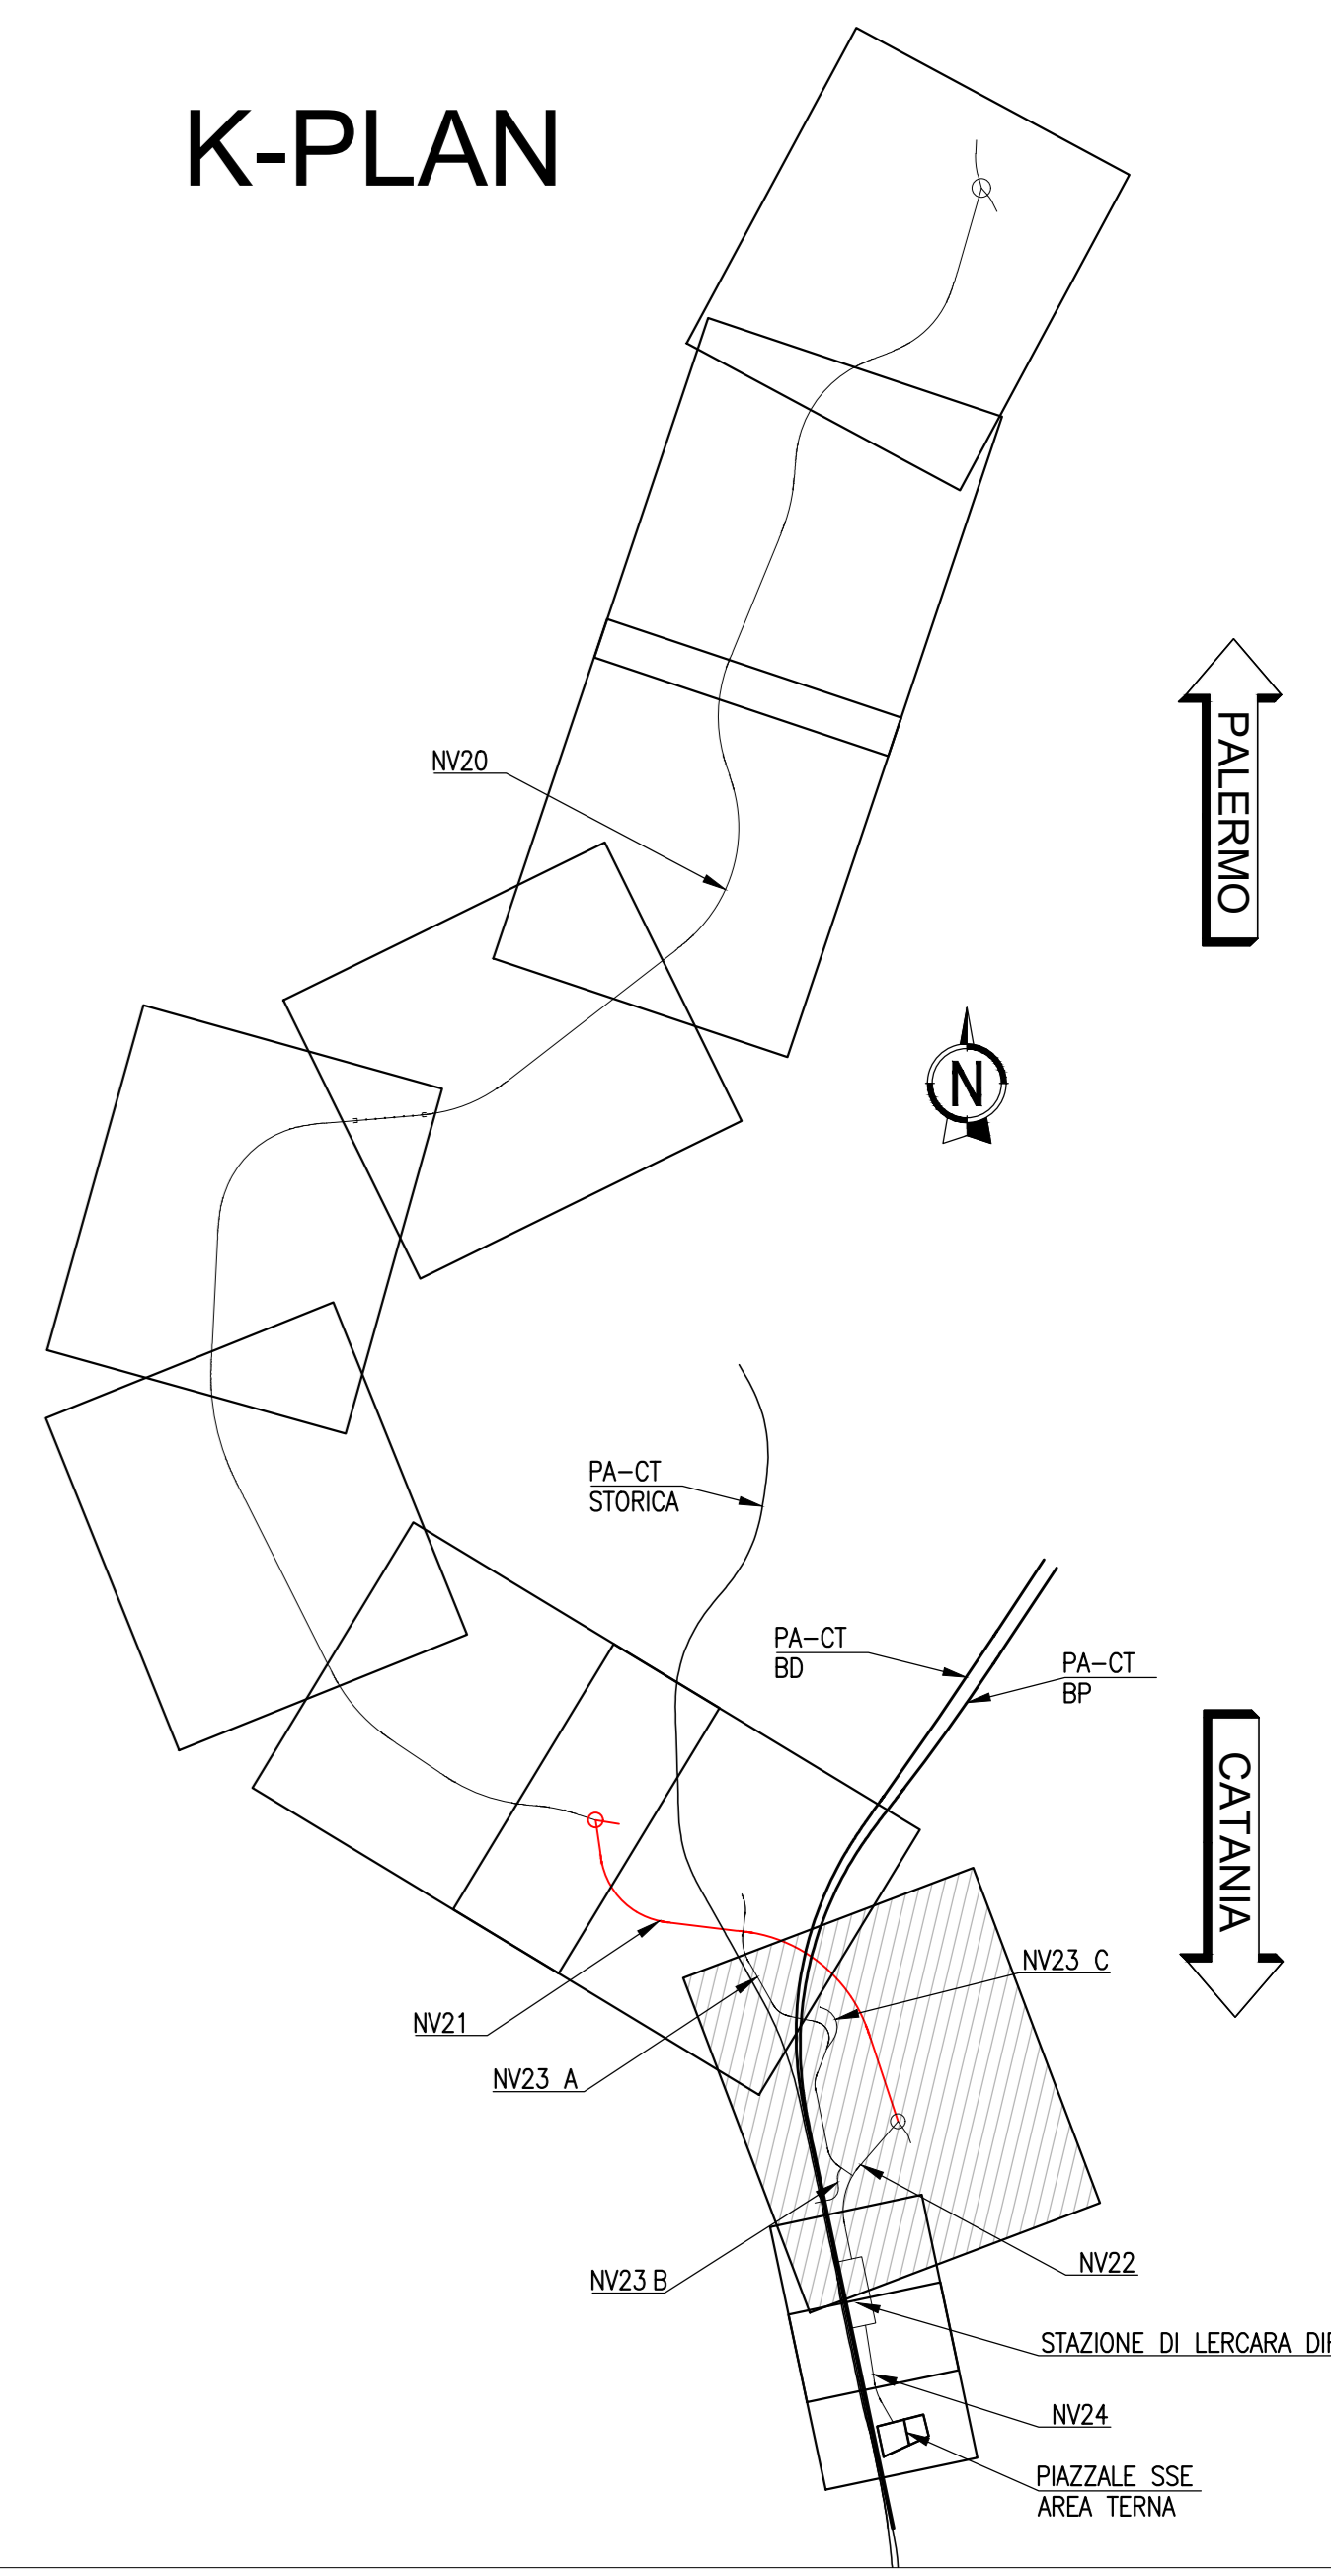 K-PLAN
PALERMO
NV20
N
PA-CT
STORICA
PA-CT
BD
PA-CT
BP
CATANIA
NV23 C
NV21
NV23 A
NV22
NV23 B
STAZIONE DI LERCARA
NV24
PIAZZALE SSE
AREA TERNA